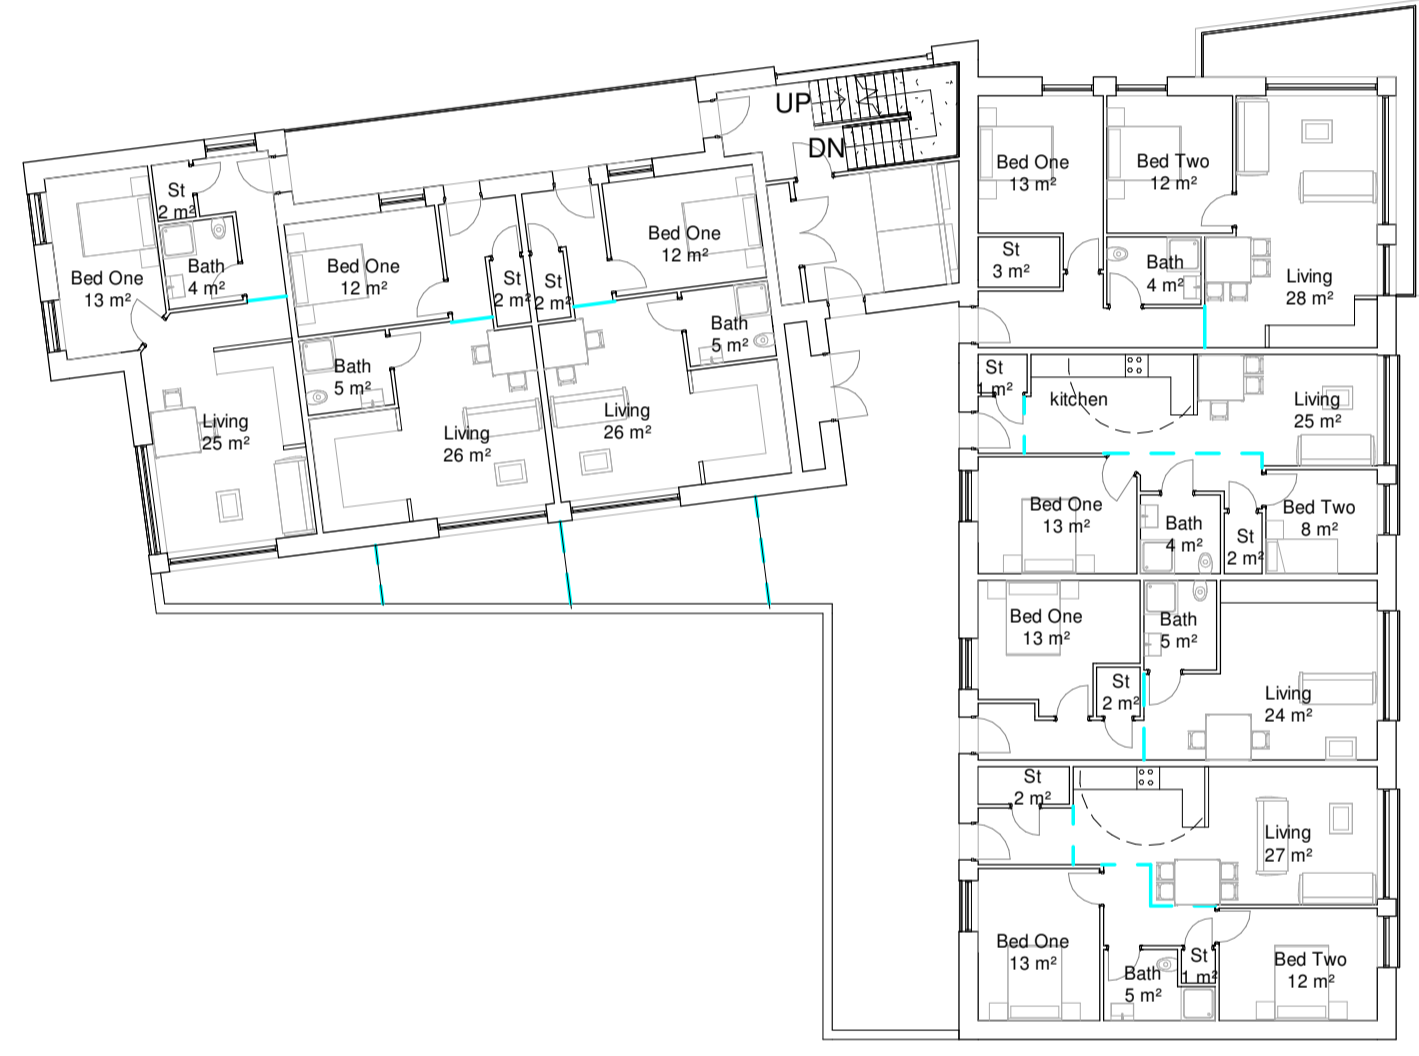 UP
DN
St
2 m²
Bed One
13 m²
Bath
4 m²
Living
25 m²
Bed One
12 m²
Bath
5 m²
St
2 m²
Living
26 m²
St
2 m²
Bed One
12 m²
Bath
5 m²
Living
26 m²
Bed One
13 m²
Bed Two
12 m²
St
3 m²
Bath
4 m²
Living
28 m²
St
1 m²
kitchen
Living
25 m²
Bed One
13 m²
Bath
4 m²
St
2 m²
Bed Two
8 m²
Bed One
13 m²
Bath
5 m²
St
2 m²
Living
24 m²
St
2 m²
Living
27 m²
Bed One
13 m²
Bath
5 m²
St
1 m²
Bed Two
12 m²